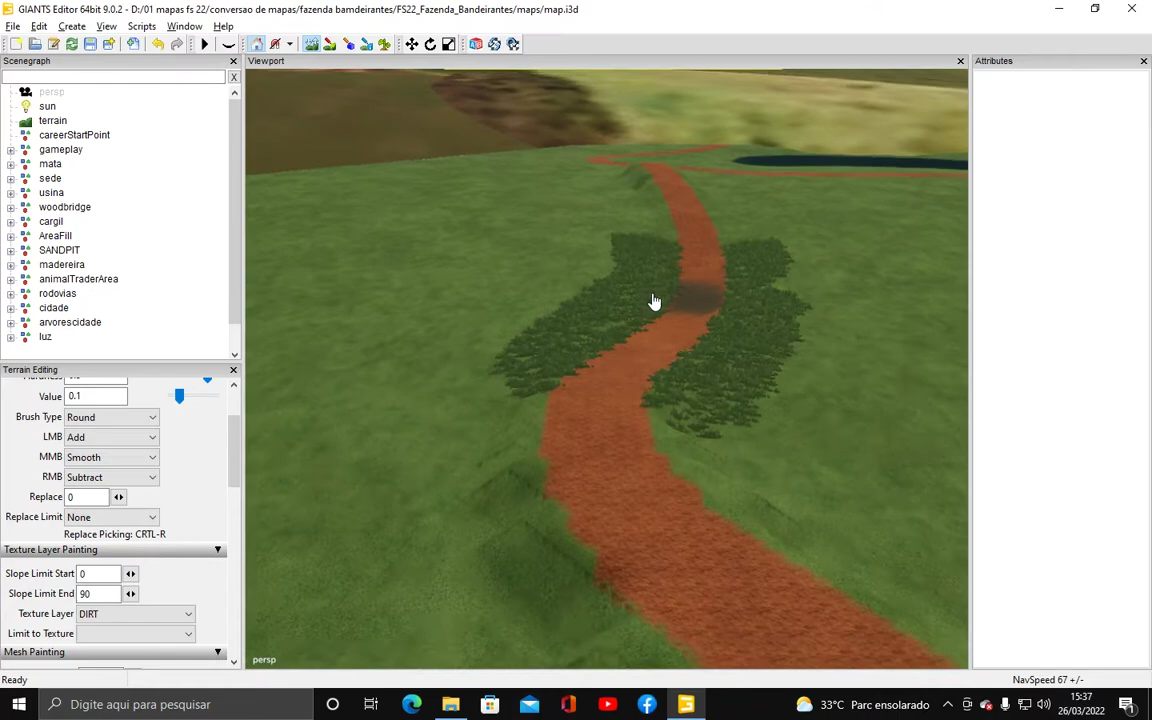 GIANTS Editor 64bit 9.0.2 - D:/01 mapas fs 22/conversao de mapas/fazenda bamdeirantes/FS22_Fazenda_Bandeirantes/maps/map.i3d
File Edit Create View Scripts Window Help
Scenegraph
Viewport
Attributes
X
persp
sun
terrain
careerStartPoint
gameplay
mata
sede
usina
woodbridge
cargil
AreaFill
SANDPIT
madereira
animalTraderArea
rodovias
cidade
arvorescidade
luz
Terrain Editing
Value 0.1
Brush Type Round
LMB Add
MMB Smooth
RMB Subtract
Replace 0
Replace Limit None
Replace Picking: CRTL-R
Texture Layer Painting
Slope Limit Start 0
Slope Limit End 90
Texture Layer DIRT
Limit to Texture
Mesh Painting
persp
Ready
NavSpeed 67 +/-
Digite aqui para pesquisar
33°C Parc ensolarado
15:37
26/03/2022
1